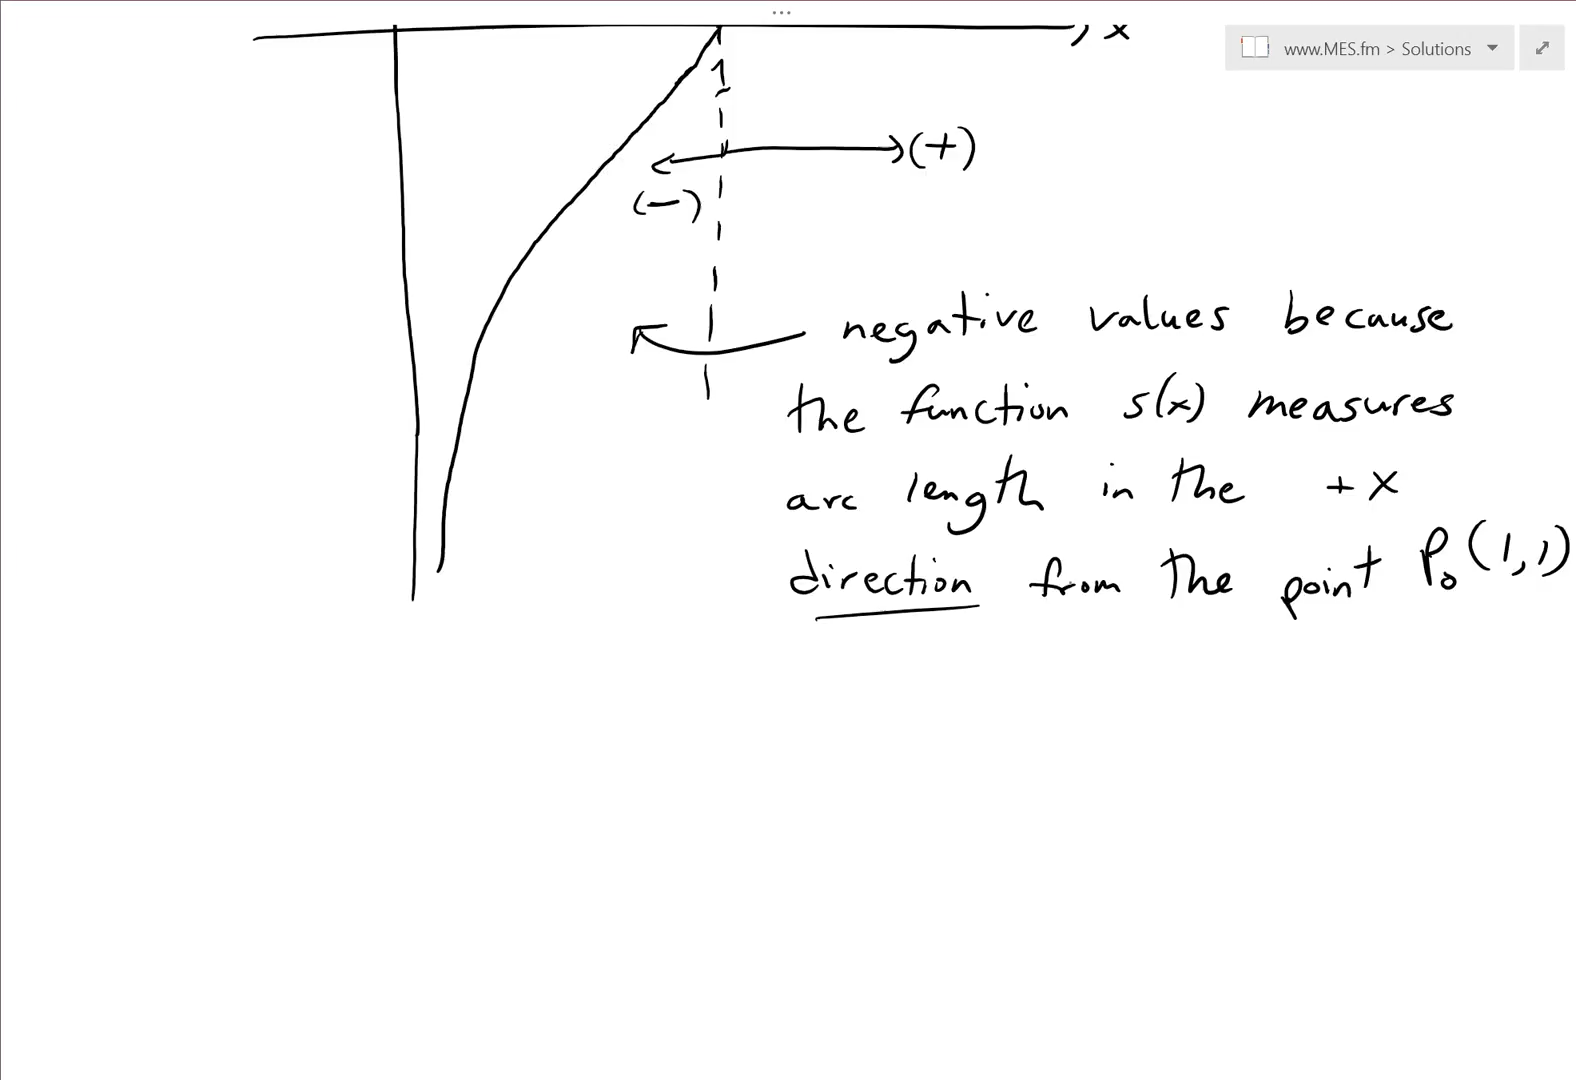 , x
www.MES.fm > Solutions
1
(+)
(-)
negative values because
the function s(x) measures
arc length in the + x
direction from the point P₀(1,1)